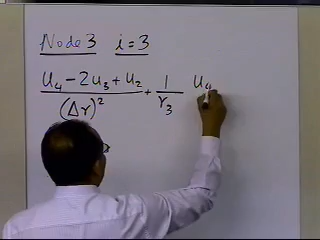 Node 3 i = 3
u₄ - 2u₃ + u₂ / (Δr)² + 1 / r₃ u₄